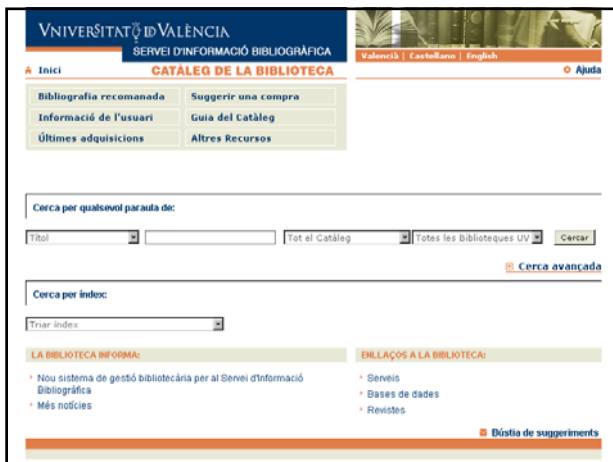 VNIVERSITATǬ DVALÈNCIA
SERVEI D'INFORMACIÓ BIBLIOGRÀFICA
Valencià | Castellano | English
Inici
CATÀLEG DE LA BIBLIOTECA
Ajuda
Bibliografia recomanada
Suggerir una compra
Informació de l'usuari
Guia del Catàleg
Últimes adquisicions
Altres Recursos
Cerca per qualsevol paraula de:
Títol
Tot el Catàleg
Totes les Biblioteques UV
Cercar
Cerca avançada
Cerca per índex:
Triar índex
LA BIBLIOTECA INFORMA:
Nou sistema de gestió bibliotecària per al Servei d'Informació
Bibliogràfica
Més notícies
ENLLAÇOS A LA BIBLIOTECA:
Serveis
Bases de dades
Revistes
Bústia de suggeriments